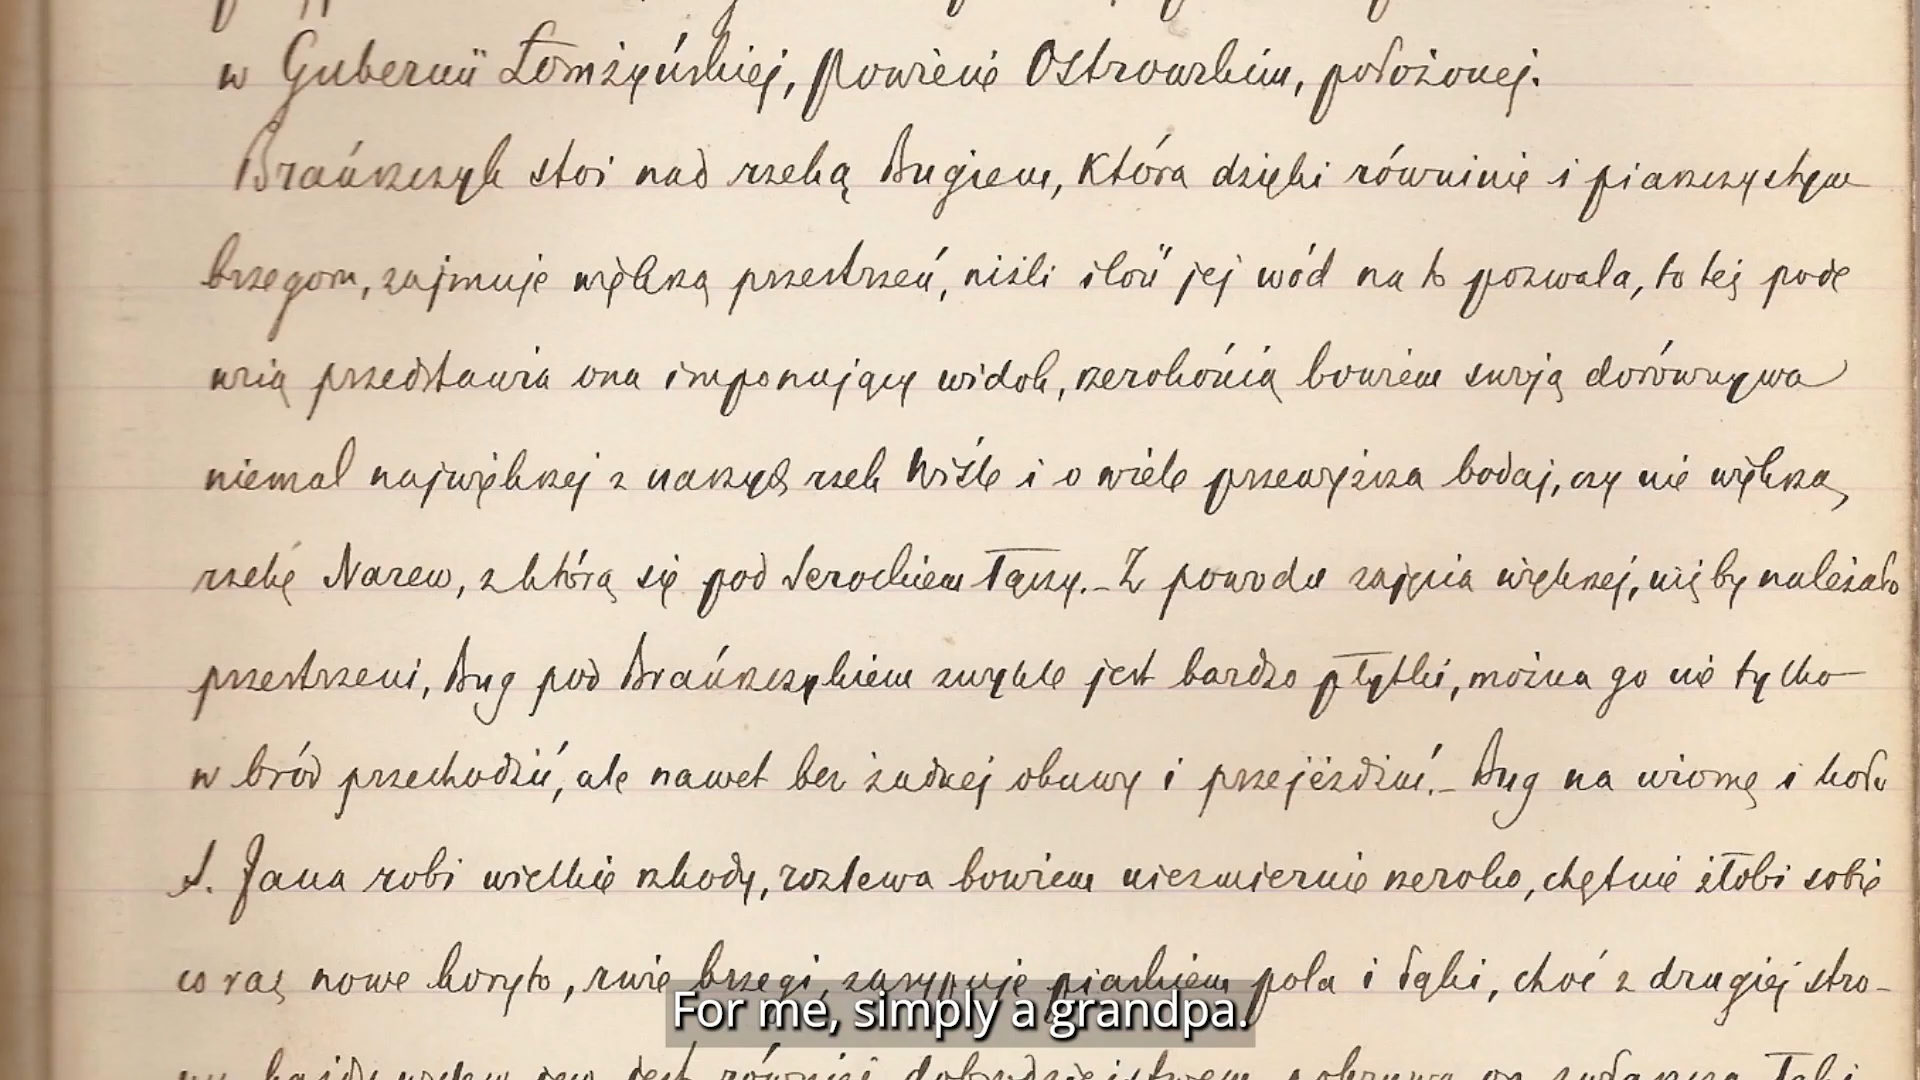 w Gubernii Łomżyńskiej, Powiecie Ostrowskim, położonej.
Brańszczyk stoi nad rzeką Bugiem, która dzięki równinie i piaszczystym
brzegom, zajmuje większą przestrzeń, niżli ilość jej wód na to pozwala, to też
przedstawia ona imponujący widok, szerokością bowiem swoją dorównywa
niemal największej z naszych rzek Wiśle i o wiele przewyższa bodaj, czy nie większą,
rzekę Narew, z którą się pod Serockiem łączy._ Z powodu zajęcia większej, niż by należało
przestrzeni, Bug pod Brańszczykiem zwykle jest bardzo płytki, można go nie tylko
w bród przechodzić, ale nawet bez żadnej obawy i przejeżdżać._ Bug na wiosnę i koło
S. Jana robi wielkie szkody, rozlewa bowiem niezmiernie szeroko, chętnie żłobi sobie
co raz nowe koryto, rwie brzegi, zasypuje piaskiem pola i łąki, choć z drugiej stro-
For me, simply a grandpa.
jest również dobrodziejstwem